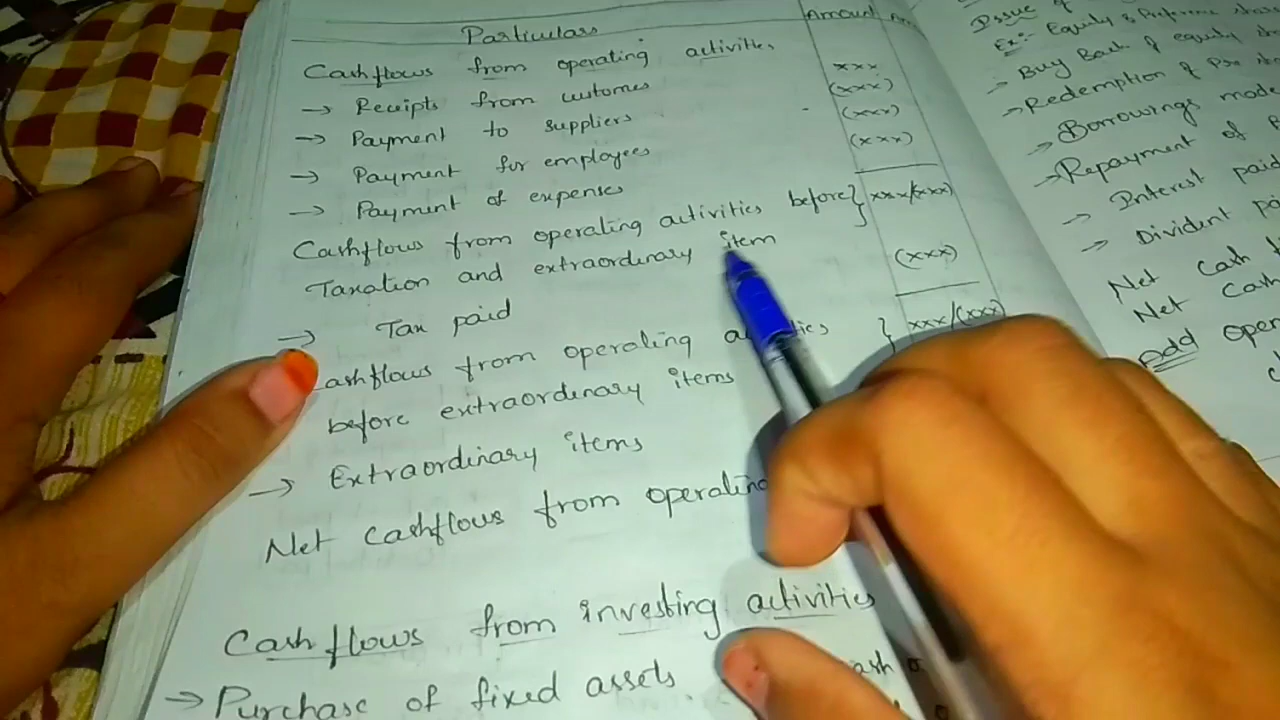 Particulars Amount
Cashflows from operating activities
→ Receipts from customes xxx
→ Payment to suppliers (xxx)
→ Payment for employees (xxx)
→ Payment of expenses (xxx)
Cashflows from operating activities before} xxx/(xxx)
Taxation and extraordinary item
→ Tax paid (xxx)
Cashflows from operating } xxx/(xxx)
before extraordinary items
→ Extraordinary items
Net cashflows from operating
Cash flows from investing activities
→ Purchase of fixed assets
Issue of
Ex:- Equity & Preference
→ Buy Back of equity
→ Redemption of Pre
→ Borrowings made
→ Repayment of
→ Interest paid
→ Divident
Net cash
Net cash
Add